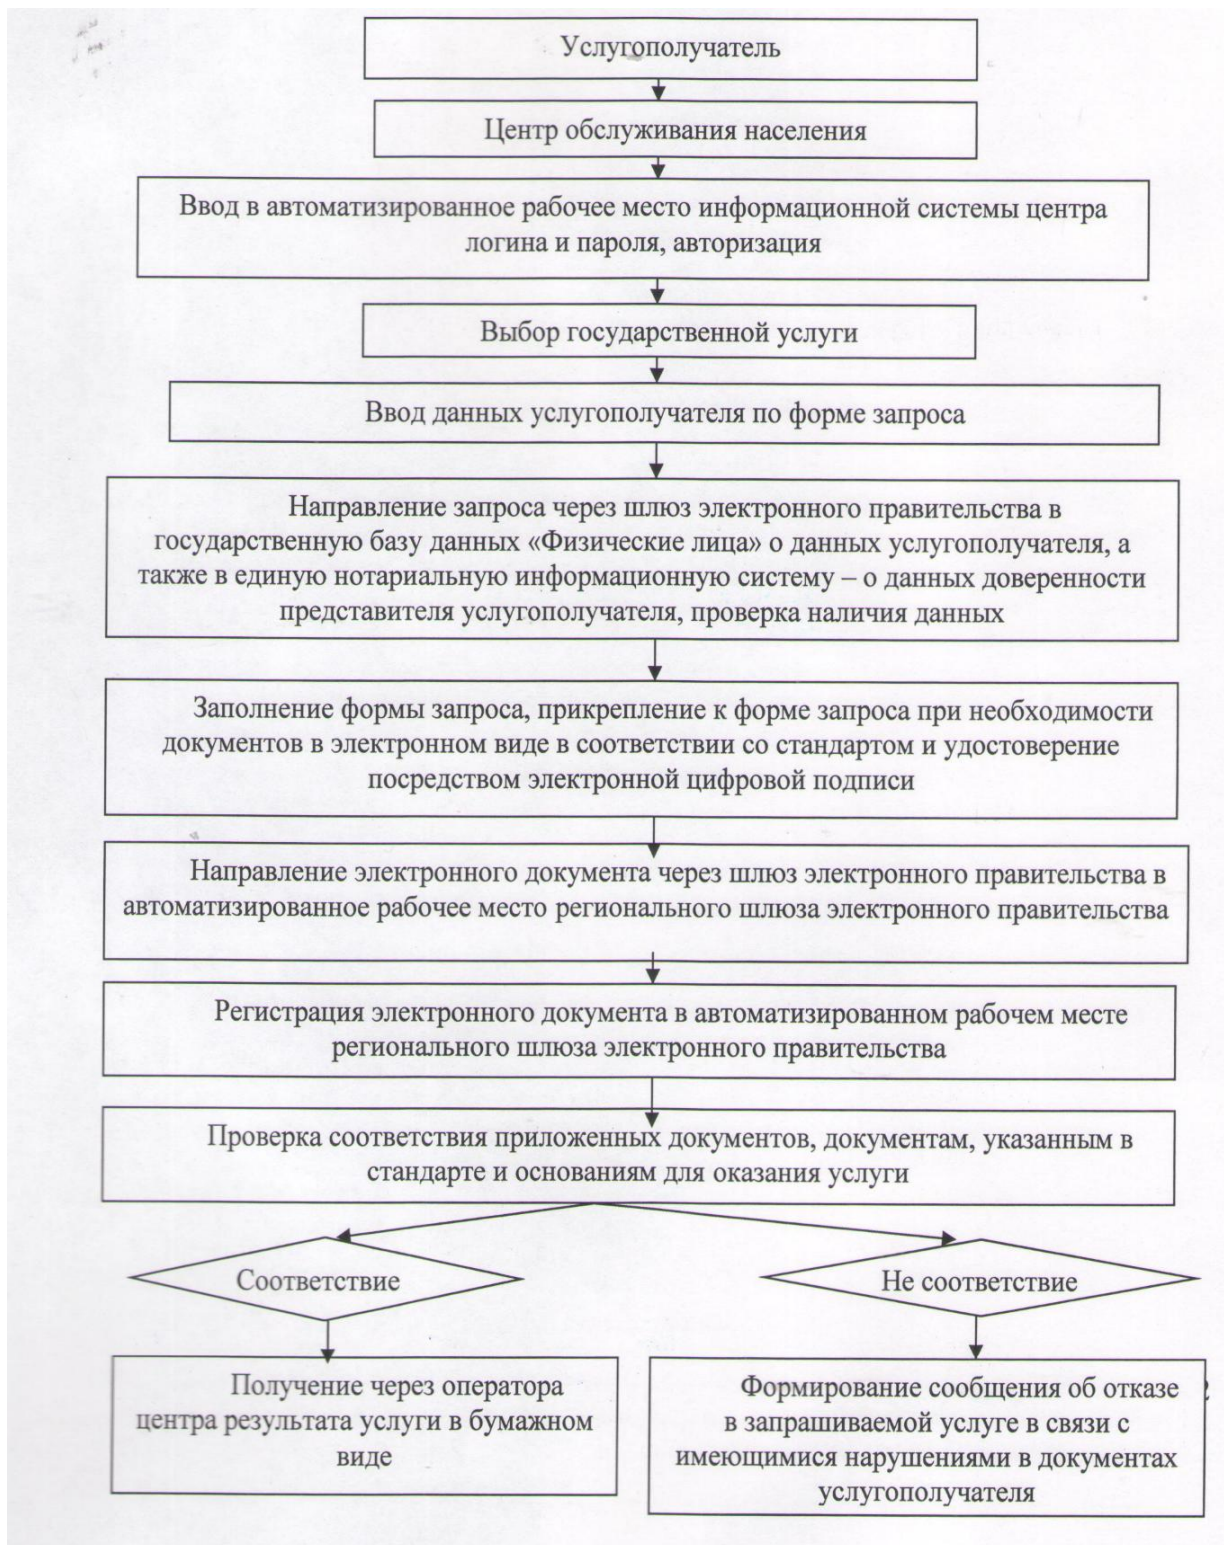 Услугополучатель
Центр обслуживания населения
Ввод в автоматизированное рабочее место информационной системы центра
логина и пароля, авторизация
Выбор государственной услуги
Ввод данных услугополучателя по форме запроса
Направление запроса через шлюз электронного правительства в
государственную базу данных «Физические лица» о данных услугополучателя, а
также в единую нотариальную информационную систему – о данных доверенности
представителя услугополучателя, проверка наличия данных
Заполнение формы запроса, прикрепление к форме запроса при необходимости
документов в электронном виде в соответствии со стандартом и удостоверение
посредством электронной цифровой подписи
Направление электронного документа через шлюз электронного правительства в
автоматизированное рабочее место регионального шлюза электронного правительства
Регистрация электронного документа в автоматизированном рабочем месте
регионального шлюза электронного правительства
Проверка соответствия приложенных документов, документам, указанным в
стандарте и основаниям для оказания услуги
Соответствие
Не соответствие
Получение через оператора
центра результата услуги в бумажном
виде
Формирование сообщения об отказе
в запрашиваемой услуге в связи с
имеющимися нарушениями в документах
услугополучателя